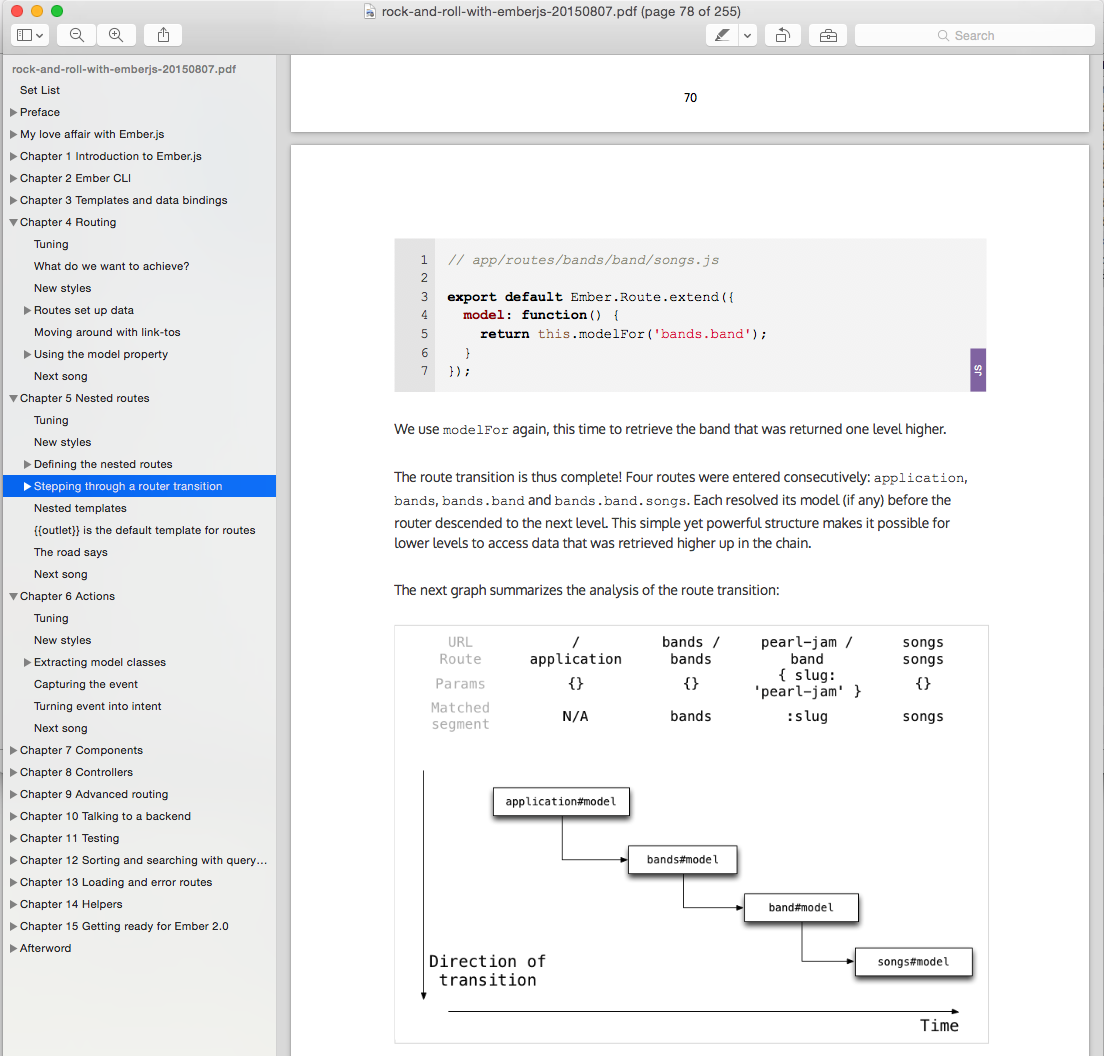 rock-and-roll-with-emberjs-20150807.pdf (page 78 of 255)
Search
rock-and-roll-with-emberjs-20150807.pdf
Set List
Preface
My love affair with Ember.js
Chapter 1 Introduction to Ember.js
Chapter 2 Ember CLI
Chapter 3 Templates and data bindings
Chapter 4 Routing
Tuning
What do we want to achieve?
New styles
Routes set up data
Moving around with link-tos
Using the model property
Next song
Chapter 5 Nested routes
Tuning
New styles
Defining the nested routes
Stepping through a router transition
Nested templates
{{outlet}} is the default template for routes
The road says
Next song
Chapter 6 Actions
Tuning
New styles
Extracting model classes
Capturing the event
Turning event into intent
Next song
Chapter 7 Components
Chapter 8 Controllers
Chapter 9 Advanced routing
Chapter 10 Talking to a backend
Chapter 11 Testing
Chapter 12 Sorting and searching with query...
Chapter 13 Loading and error routes
Chapter 14 Helpers
Chapter 15 Getting ready for Ember 2.0
Afterword
70
1 // app/routes/bands/band/songs.js
2
3 export default Ember.Route.extend({
4 model: function() {
5 return this.modelFor('bands.band');
6 }
7 });
JS
We use modelFor again, this time to retrieve the band that was returned one level higher.
The route transition is thus complete! Four routes were entered consecutively: application,
bands, bands.band and bands.band.songs. Each resolved its model (if any) before the
router descended to the next level. This simple yet powerful structure makes it possible for
lower levels to access data that was retrieved higher up in the chain.
The next graph summarizes the analysis of the route transition:
URL / bands / pearl-jam / songs
Route application bands band songs
Params {} {} { slug: 'pearl-jam' } {}
Matched segment N/A bands :slug songs
application#model
bands#model
band#model
songs#model
Direction of
transition
Time